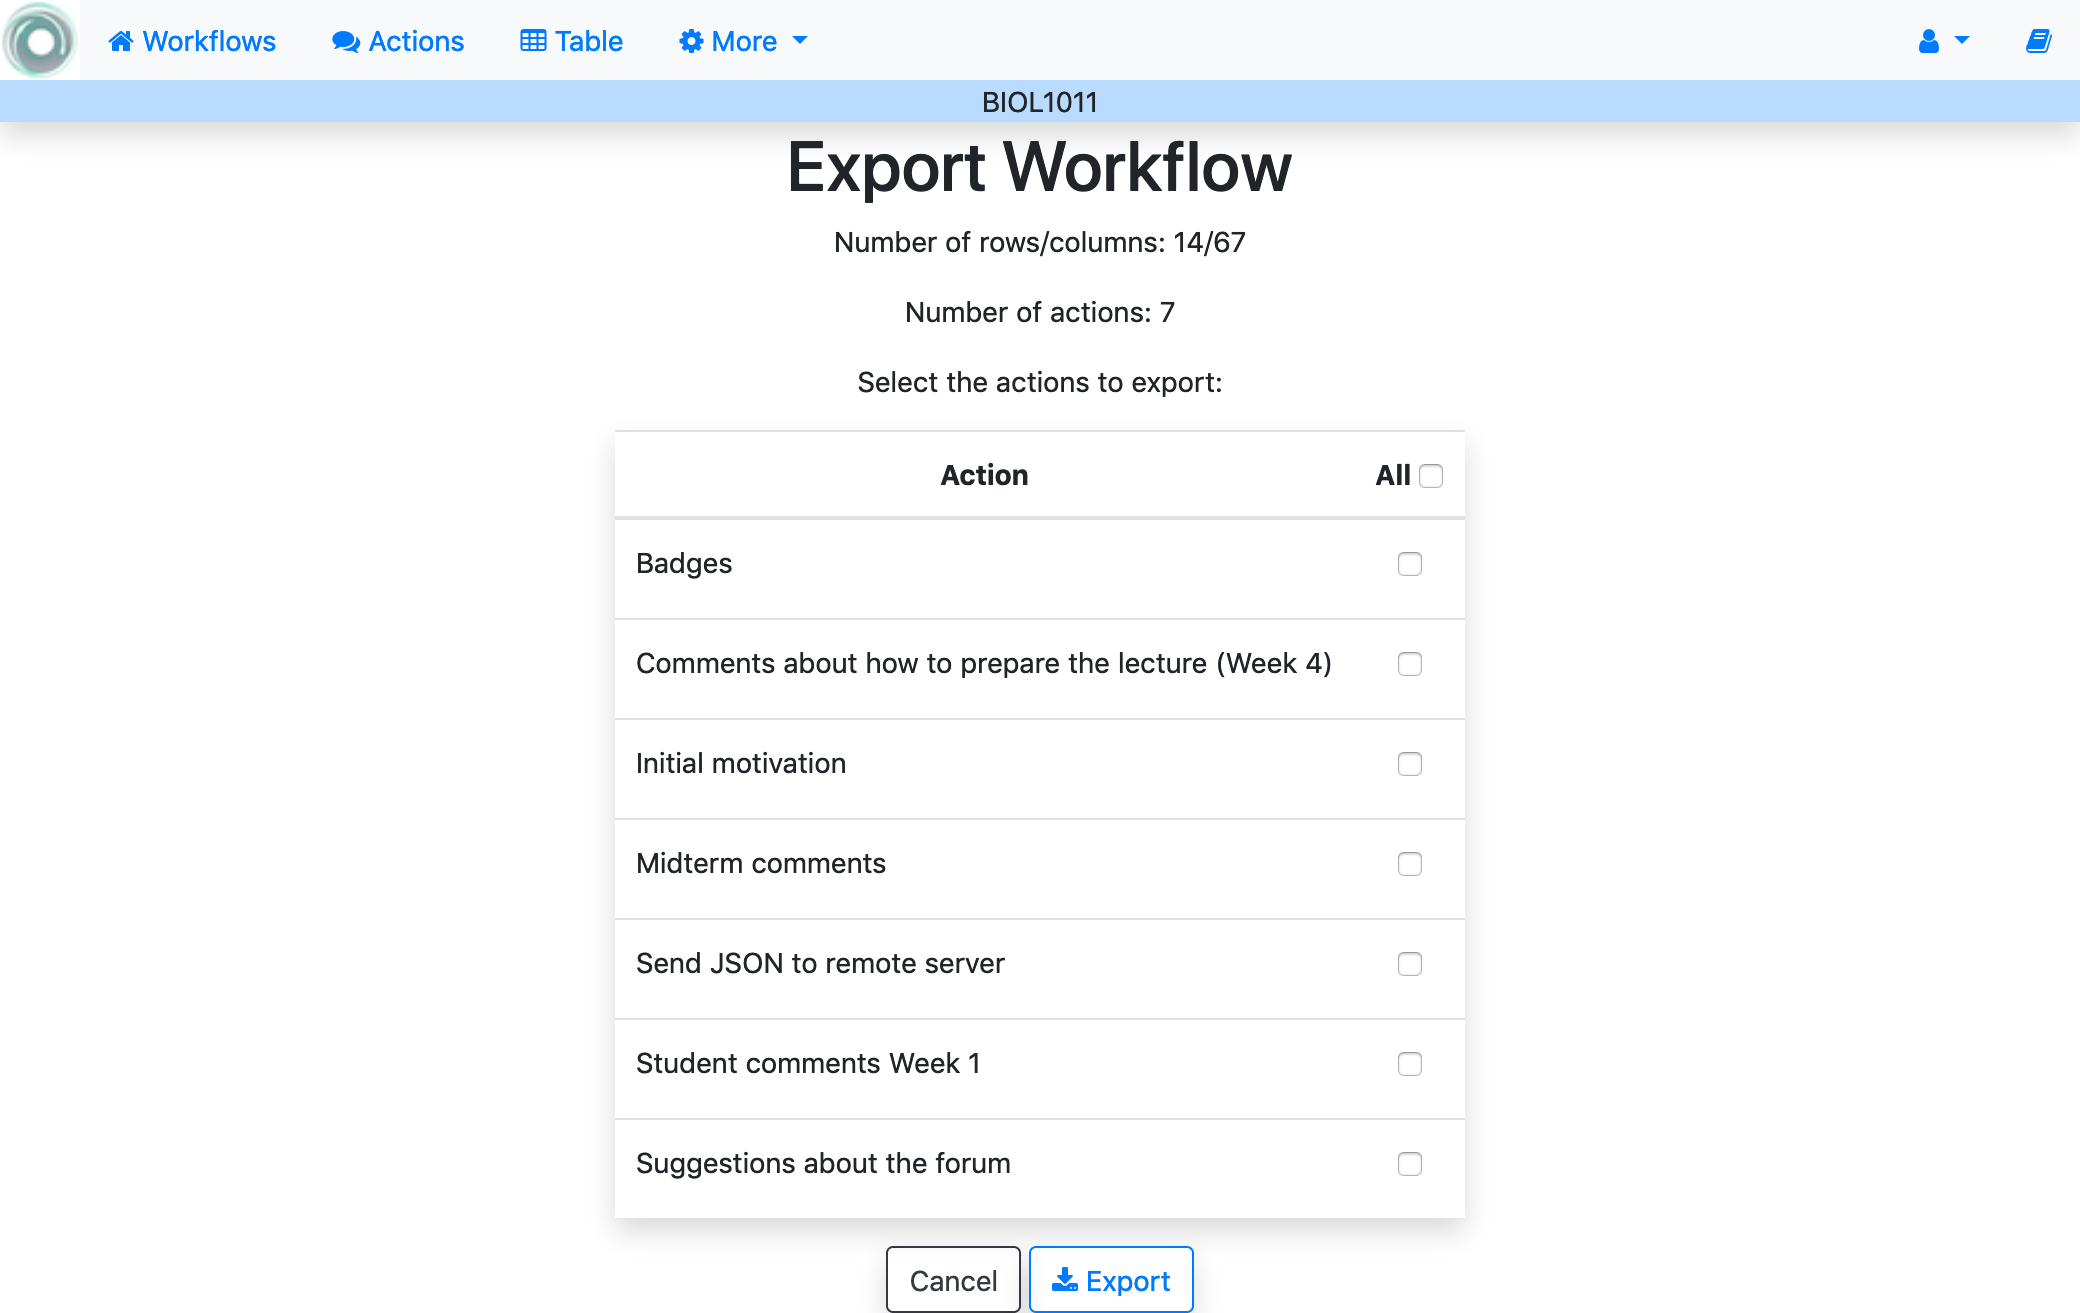 Workflows Actions Table More
BIOL1011
Export Workflow
Number of rows/columns: 14/67
Number of actions: 7
Select the actions to export:
Action All
Badges
Comments about how to prepare the lecture (Week 4)
Initial motivation
Midterm comments
Send JSON to remote server
Student comments Week 1
Suggestions about the forum
Cancel Export